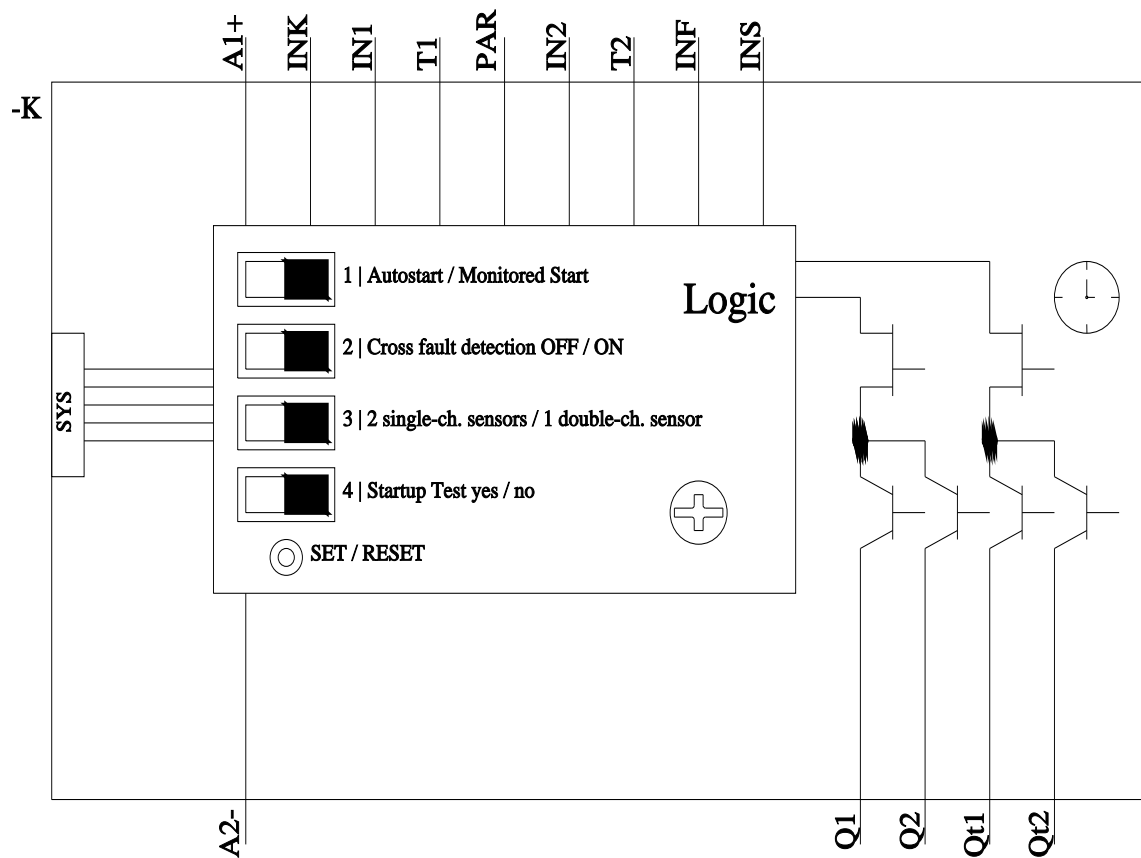 A1+
INK
IN1
T1
PAR
IN2
T2
INF
INS
-K
1 | Autostart / Monitored Start
Logic
2 | Cross fault detection OFF / ON
SYS
3 | 2 single-ch. sensors / 1 double-ch. sensor
4 | Startup Test yes / no
SET / RESET
A2-
Q1
Q2
Qt1
Qt2